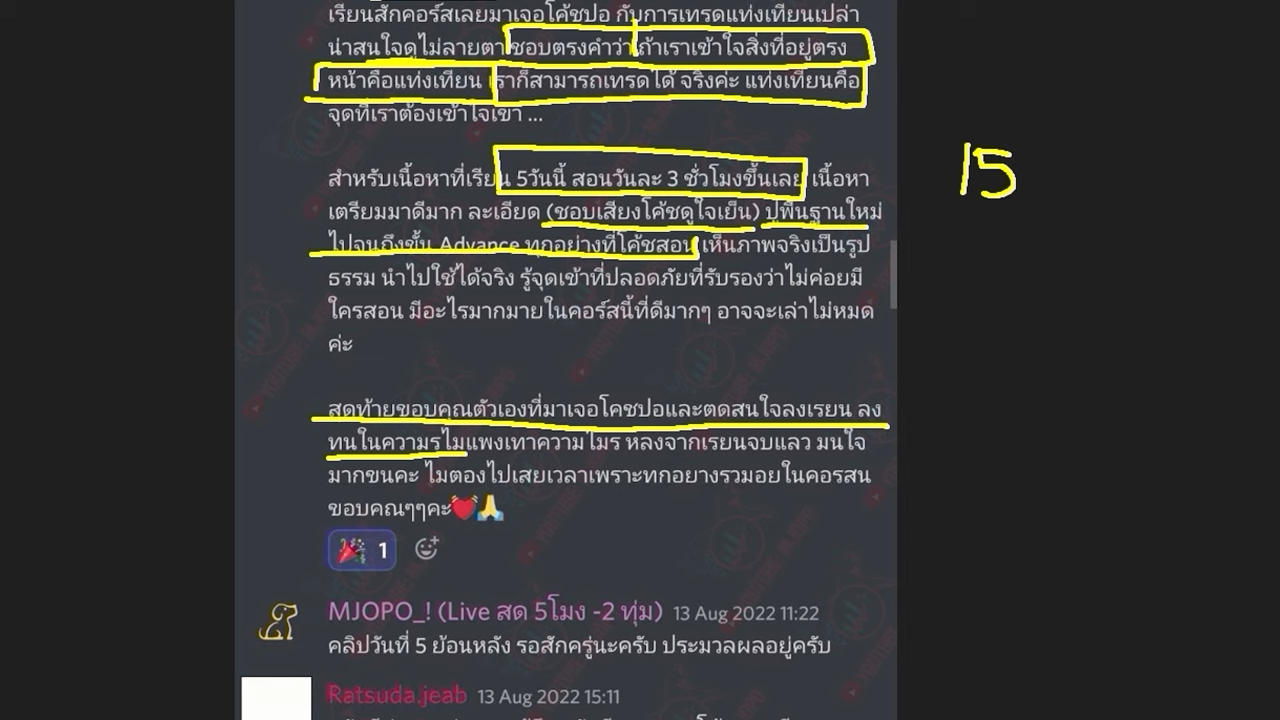 เรียนสักคอร์สเลยมาเจอโค้ชปอ กับการเทรดแท่งเทียนเปล่า
น่าสนใจดูไม่ลายตา ชอบตรงคำว่า ถ้าเราเข้าใจสิ่งที่อยู่ตรง
หน้าคือแท่งเทียน เราก็สามารถเทรดได้ จริงค่ะ แท่งเทียนคือ
จุดที่เราต้องเข้าใจเขา ...
15
สำหรับเนื้อหาที่เรียน 5วันนี้ สอนวันละ 3 ชั่วโมงขึ้นเลย เนื้อหา
เตรียมมาดีมาก ละเอียด (ชอบเสียงโค้ชดูใจเย็น) ปูพื้นฐานใหม่
ไปจนถึงขั้น Advance ทุกอย่างที่โค้ชสอน เห็นภาพจริงเป็นรูป
ธรรม นำไปใช้ได้จริง รู้จุดเข้าที่ปลอดภัยที่รับรองว่าไม่ค่อยมี
ใครสอน มีอะไรมากมายในคอร์สนี้ที่ดีมากๆ อาจจะเล่าไม่หมด
ค่ะ
สุดท้ายขอบคุณตัวเองที่มาเจอโค้ชปอและตัดสินใจลงเรียน ลง
ทุนในความรู้ไม่แพงเท่าความไม่รู้ หลังจากเรียนจบแล้ว มั่นใจ
มากขึ้นค่ะ ไม่ต้องไปเสียเวลาเพราะทุกอย่างรวมอยู่ในคอร์สนี้
ขอบคุณๆๆค่ะ💓🙏
1
MJOPO_! (Live สด 5โมง -2 ทุ่ม) 13 Aug 2022 11:22
คลิปวันที่ 5 ย้อนหลัง รอสักครู่นะครับ ประมวลผลอยู่ครับ
Ratsuda.jeab 13 Aug 2022 15:11